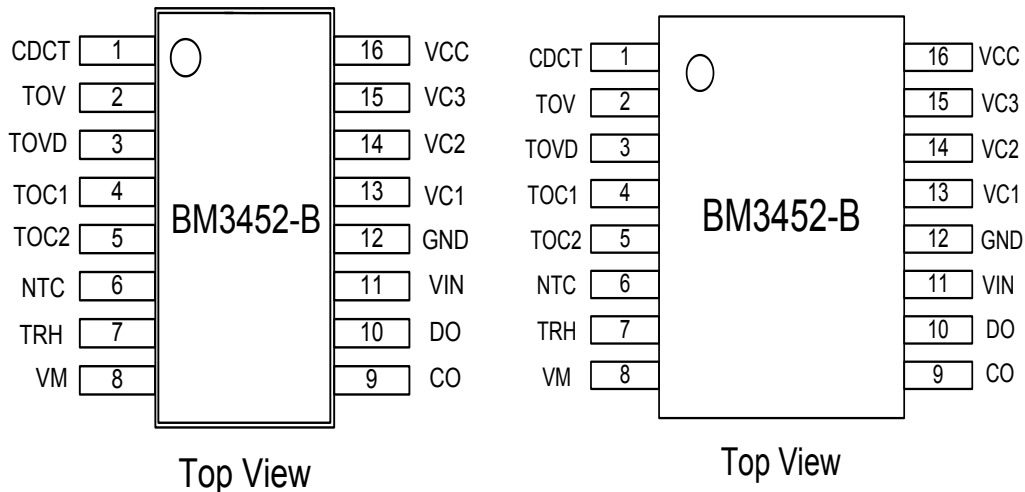 CDCT 1 16 VCC
TOV 2 15 VC3
TOVD 3 14 VC2
TOC1 4 13 VC1
TOC2 5 12 GND
NTC 6 11 VIN
TRH 7 10 DO
VM 8 9 CO
BM3452-B
Top View
CDCT 1 16 VCC
TOV 2 15 VC3
TOVD 3 14 VC2
TOC1 4 13 VC1
TOC2 5 12 GND
NTC 6 11 VIN
TRH 7 10 DO
VM 8 9 CO
BM3452-B
Top View